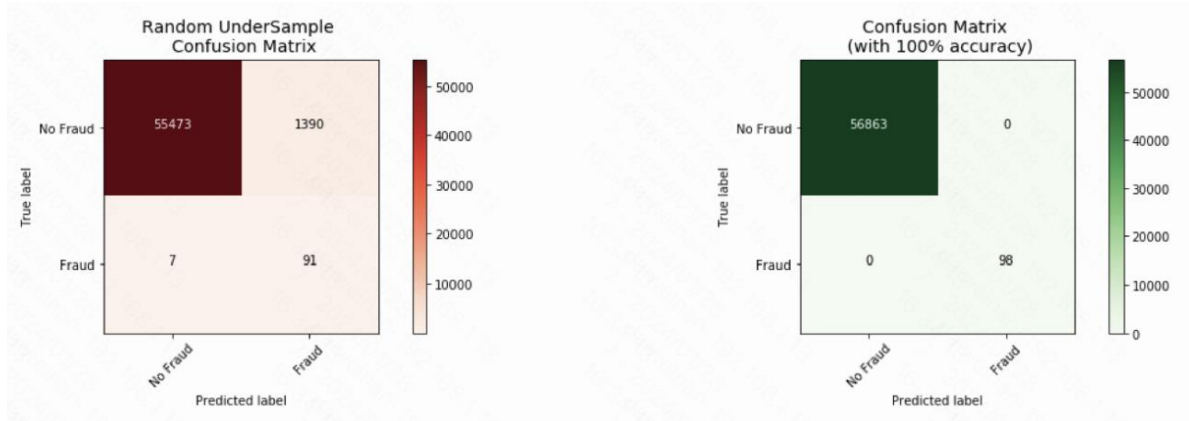 Random UnderSample
Confusion Matrix
No Fraud
Fraud
True label
55473
1390
7
91
50000
40000
30000
20000
10000
No Fraud
Fraud
Predicted label
Confusion Matrix
(with 100% accuracy)
No Fraud
Fraud
True label
56863
0
0
98
50000
40000
30000
20000
10000
0
No Fraud
Fraud
Predicted label